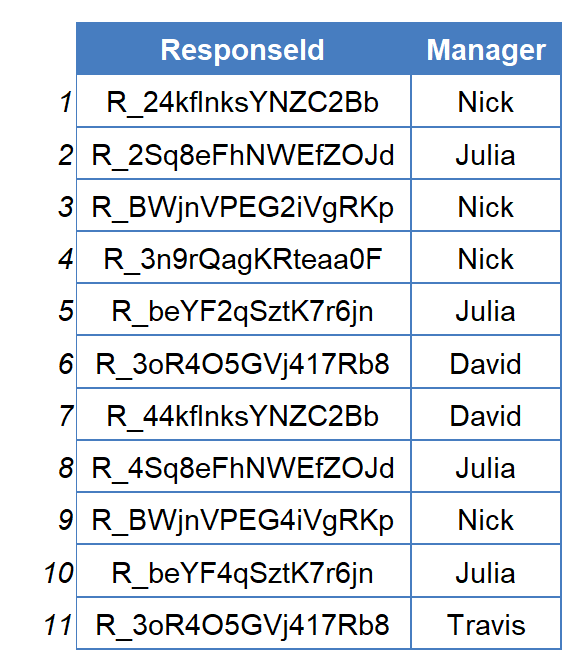 ResponseId Manager
1 R_24kflnksYNZC2Bb Nick
2 R_2Sq8eFhNWEfZOJd Julia
3 R_BWjnVPEG2iVgRKp Nick
4 R_3n9rQagKRteaa0F Nick
5 R_beYF2qSztK7r6jn Julia
6 R_3oR4O5GVj417Rb8 David
7 R_44kflnksYNZC2Bb David
8 R_4Sq8eFhNWEfZOJd Julia
9 R_BWjnVPEG4iVgRKp Nick
10 R_beYF4qSztK7r6jn Julia
11 R_3oR4O5GVj417Rb8 Travis